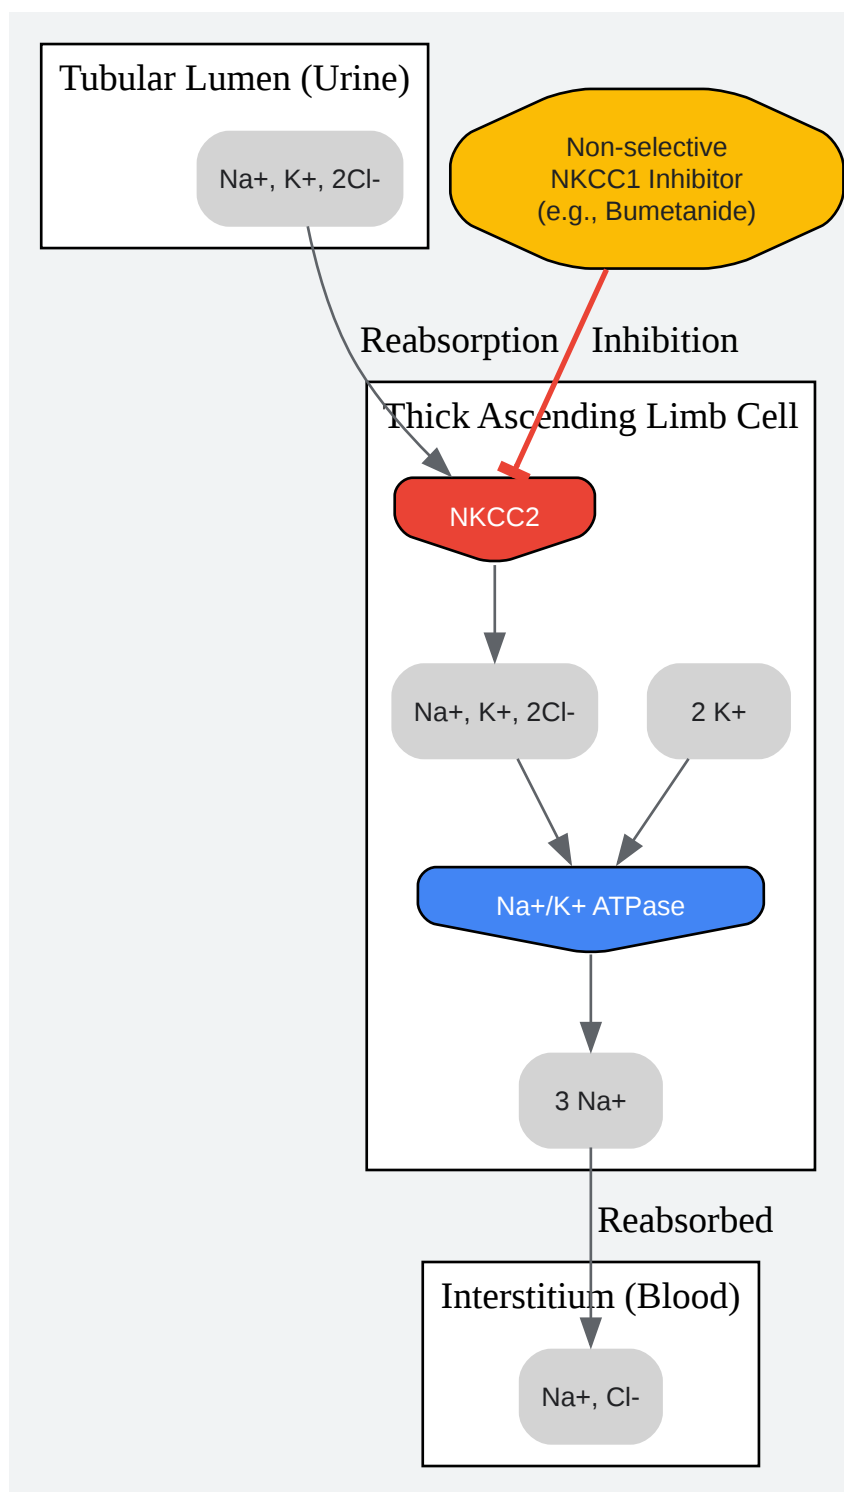 Tubular Lumen (Urine)
Na+, K+, 2Cl-
Non-selective
NKCC1 Inhibitor
(e.g., Bumetanide)
Reabsorption
Inhibition
Thick Ascending Limb Cell
NKCC2
Na+, K+, 2Cl-
2 K+
Na+/K+ ATPase
3 Na+
Reabsorbed
Interstitium (Blood)
Na+, Cl-